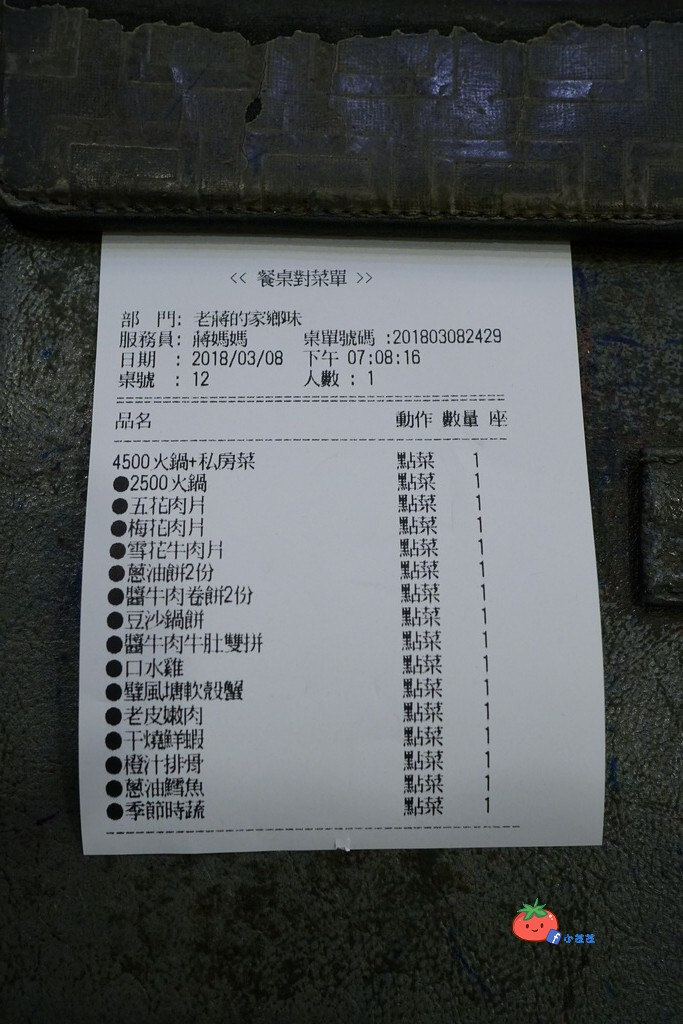 << 餐桌對菜單 >>
部 門: 老蔣的家鄉味
服務員: 蔣媽媽 桌單號碼 :201803082429
日期 : 2018/03/08 下午 07:08:16
桌號 : 12 人數 : 1
品名 動作 數量 座
4500火鍋+私房菜 點菜 1
●2500火鍋 點菜 1
●五花肉片 點菜 1
●梅花肉片 點菜 1
●雪花牛肉片 點菜 1
●蔥油餅2份 點菜 1
●醬牛肉卷餅2份 點菜 1
●豆沙鍋餅 點菜 1
●醬牛肉牛肚雙拼 點菜 1
●口水雞 點菜 1
●璧風塘軟殼蟹 點菜 1
●老皮嫩肉 點菜 1
●干燒鮮蝦 點菜 1
●橙汁排骨 點菜 1
●蔥油鱈魚 點菜 1
●季節時蔬 點菜 1
f 小茲茲